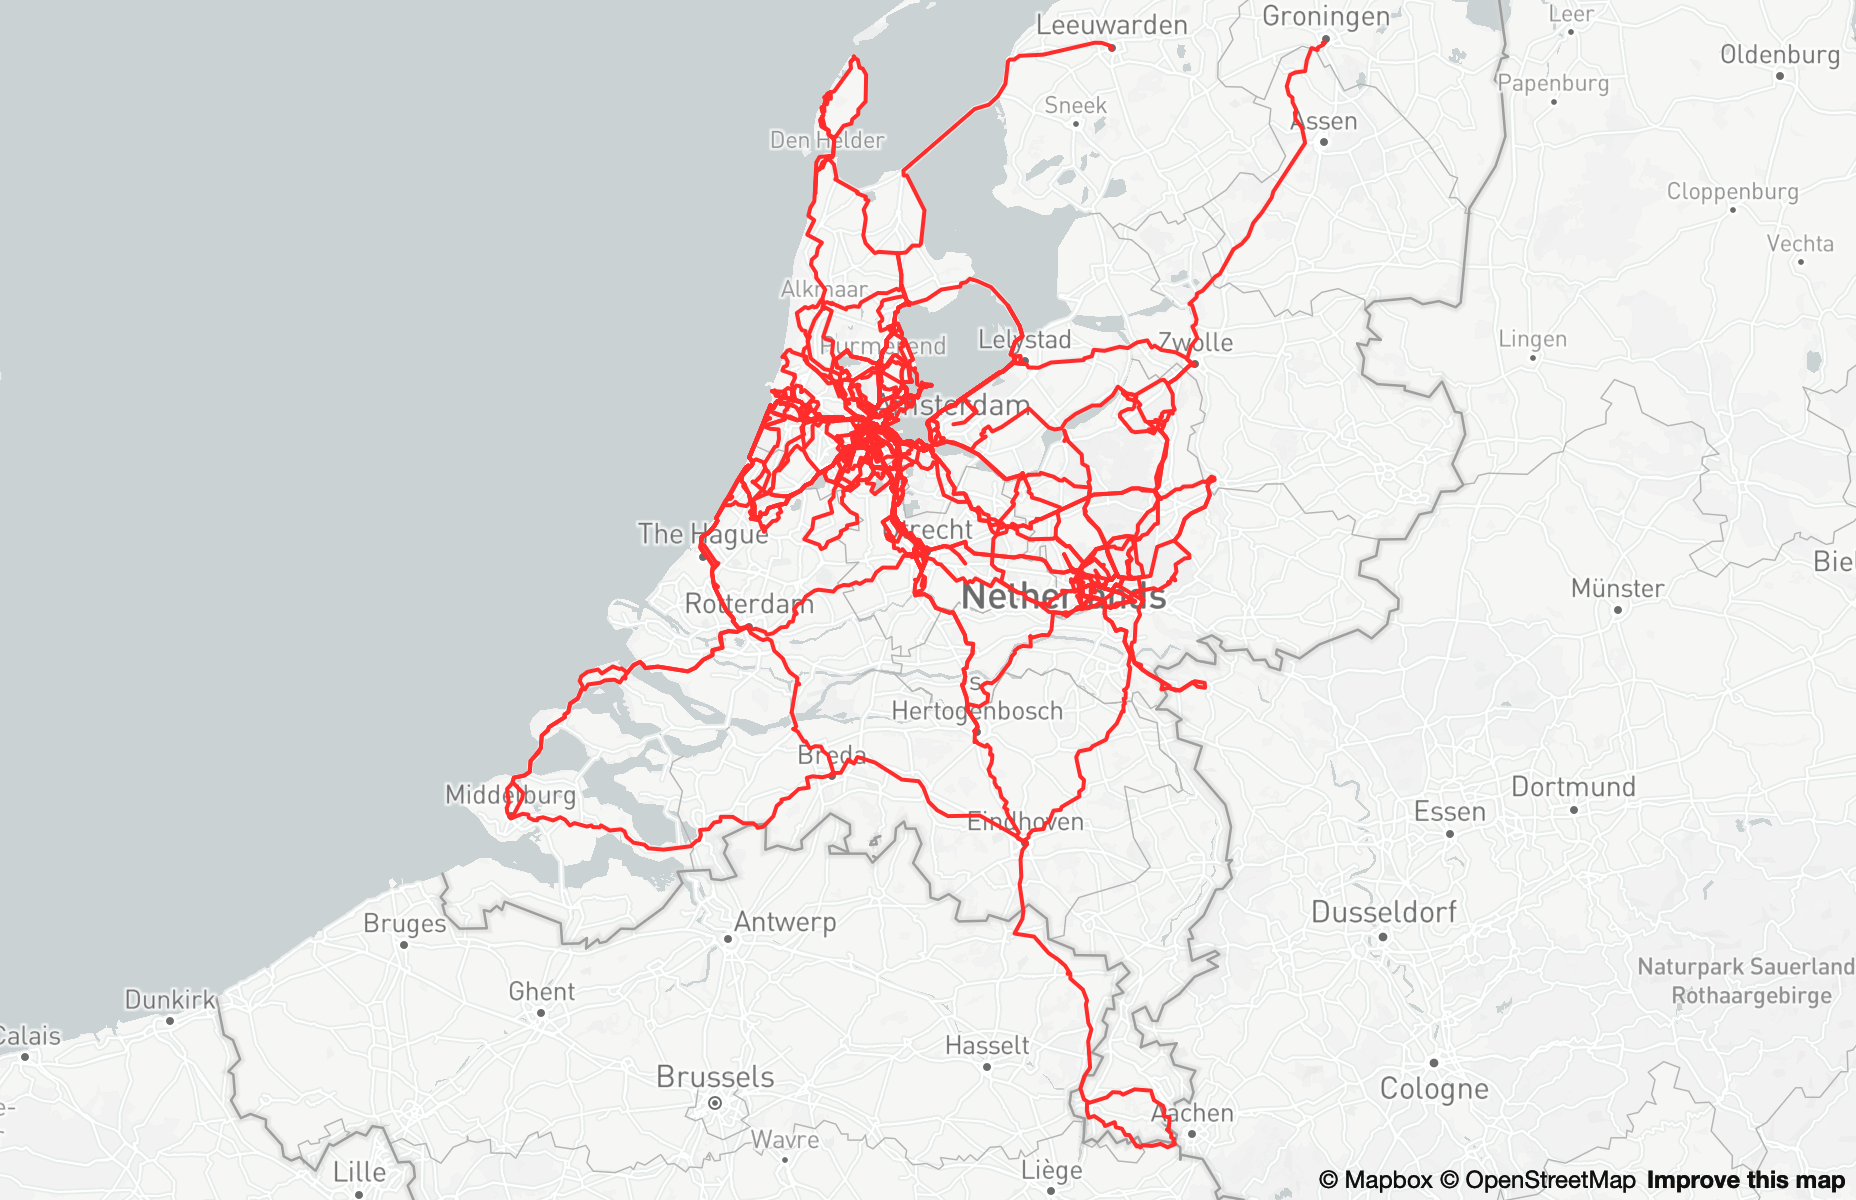 Leeuwarden
Groningen
Leer
Oldenburg
Papenburg
Sneek
Assen
Den Helder
Cloppenburg
Vechta
Alkmaar
Purmerend
Lelystad
Zwolle
Lingen
Amsterdam
The Hague
Utrecht
Netherlands
Münster
Rotterdam
s
Hertogenbosch
Breda
Middelburg
Eindhoven
Dortmund
Essen
Bruges
Antwerp
Dusseldorf
Naturpark Sauerland
Rothaargebirge
Dunkirk
Ghent
Calais
Hasselt
Brussels
Cologne
Aachen
Wavre
Lille
Liège
© Mapbox © OpenStreetMap Improve this map